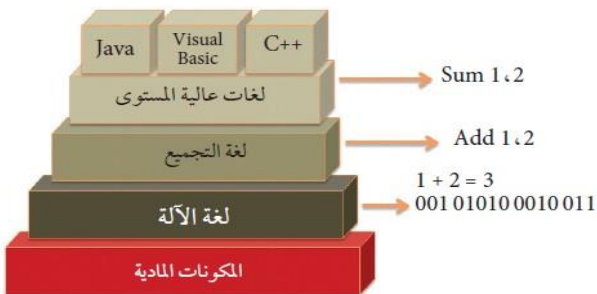 Java
Visual
Basic
C++
لغات عالية المستوى
Sum 1،2
لغة التجميع
Add 1،2
لغة الآلة
1 + 2 = 3
001 01010 0010 011
المكونات المادية